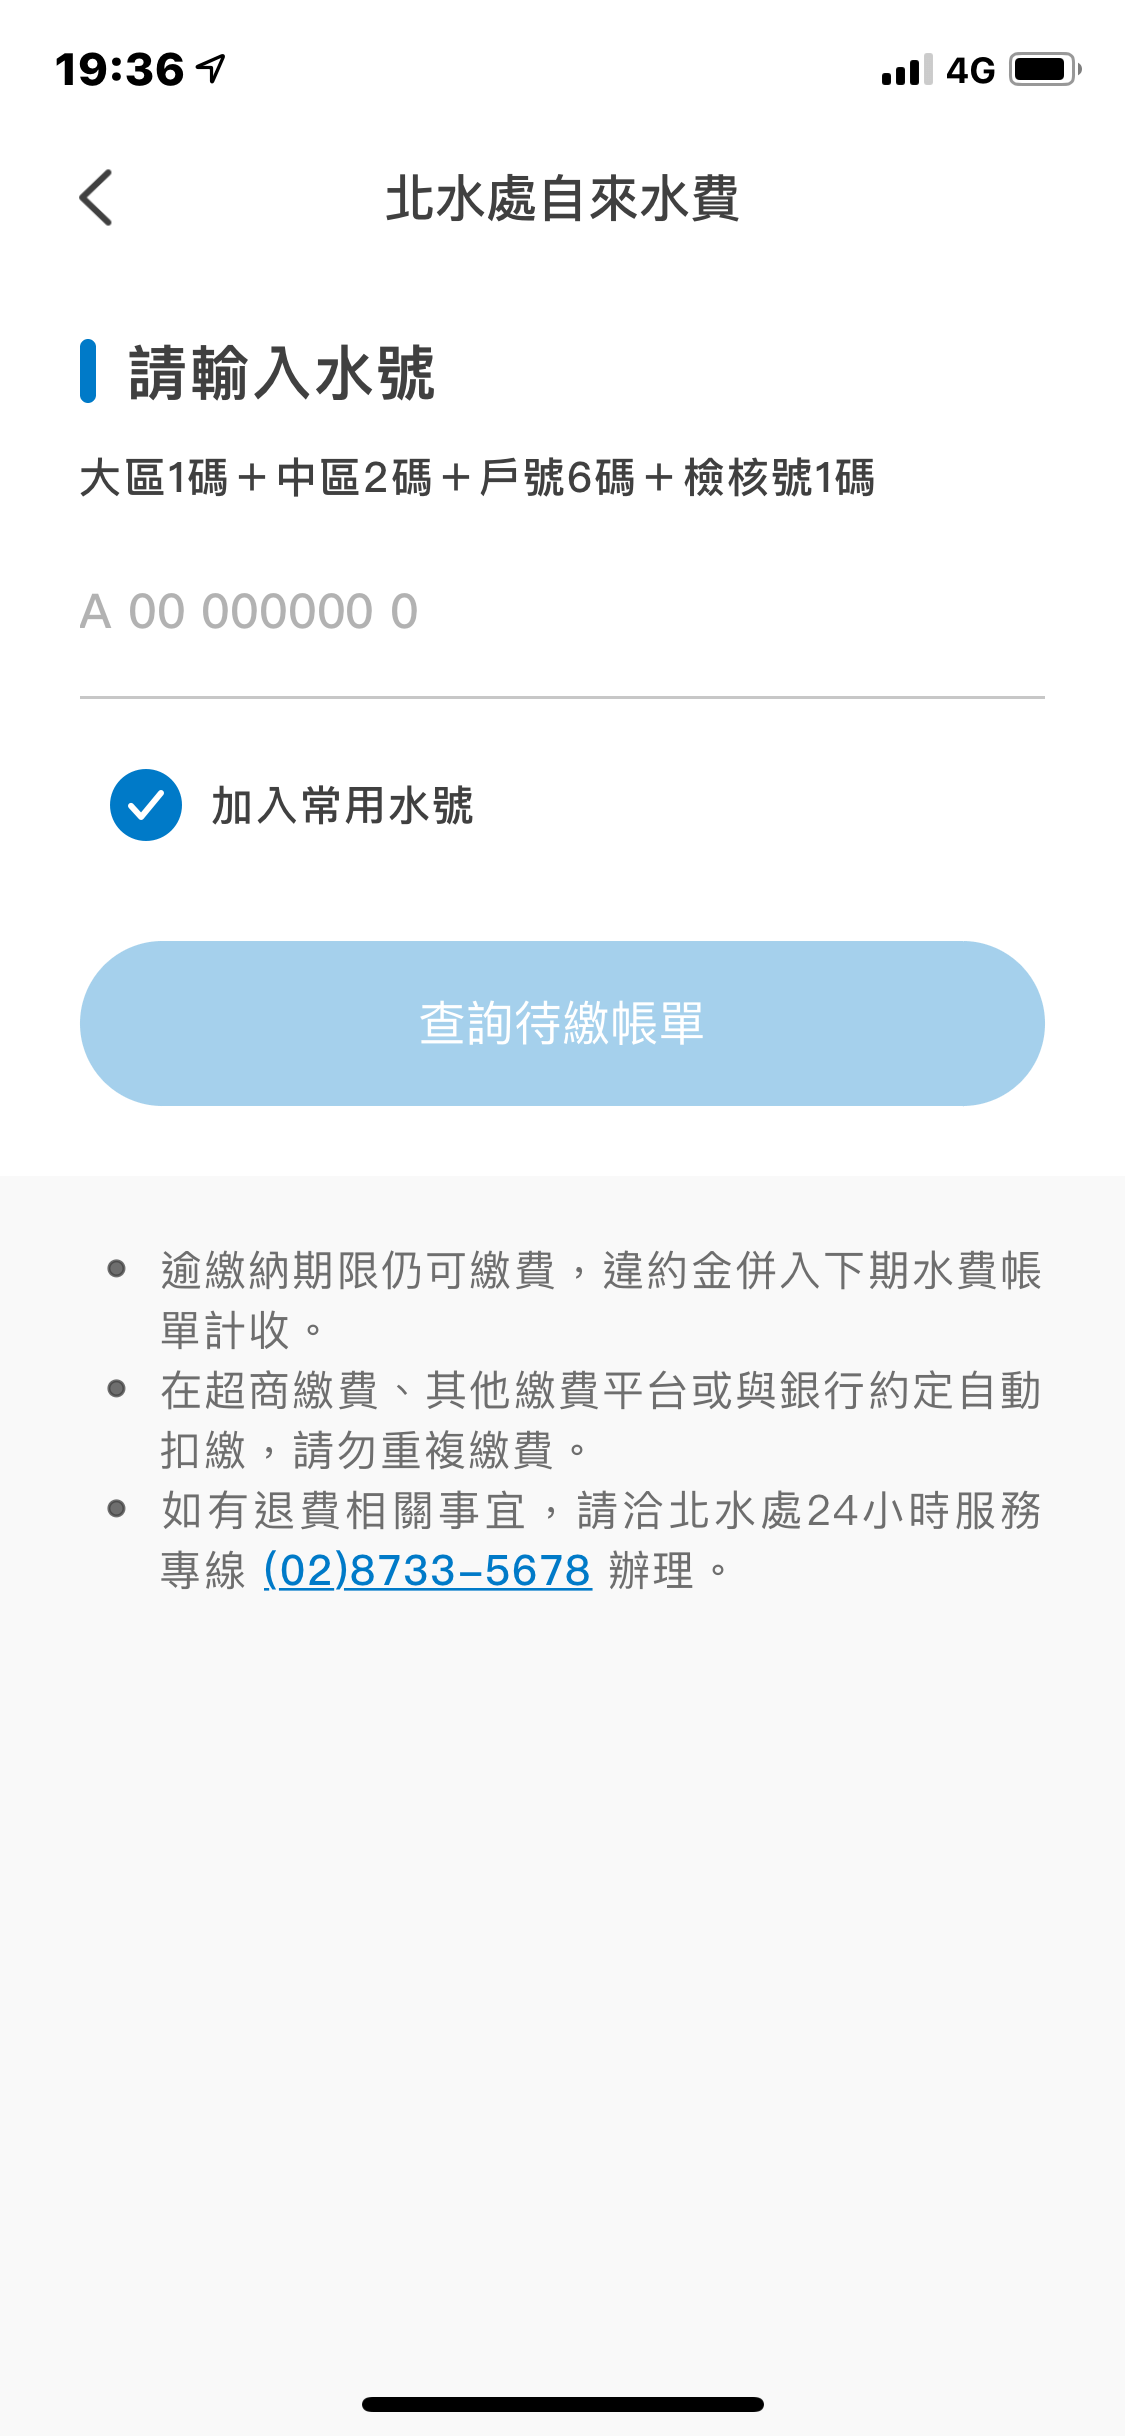 19:36
4G
北水處自來水費
請輸入水號
大區1碼＋中區2碼＋戶號6碼＋檢核號1碼
A 00 000000 0
加入常用水號
查詢待繳帳單
逾繳納期限仍可繳費，違約金併入下期水費帳
單計收。
在超商繳費、其他繳費平台或與銀行約定自動
扣繳，請勿重複繳費。
如有退費相關事宜，請洽北水處24小時服務
專線 (02)8733-5678 辦理。